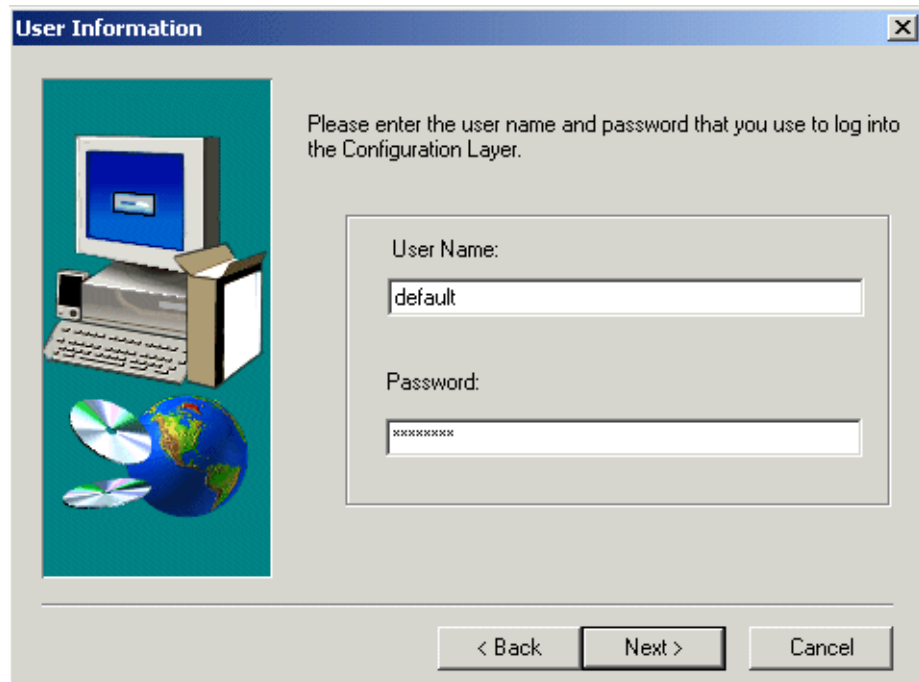 User Information
Please enter the user name and password that you use to log into
the Configuration Layer.
User Name:
default
Password:
********
< Back
Next >
Cancel